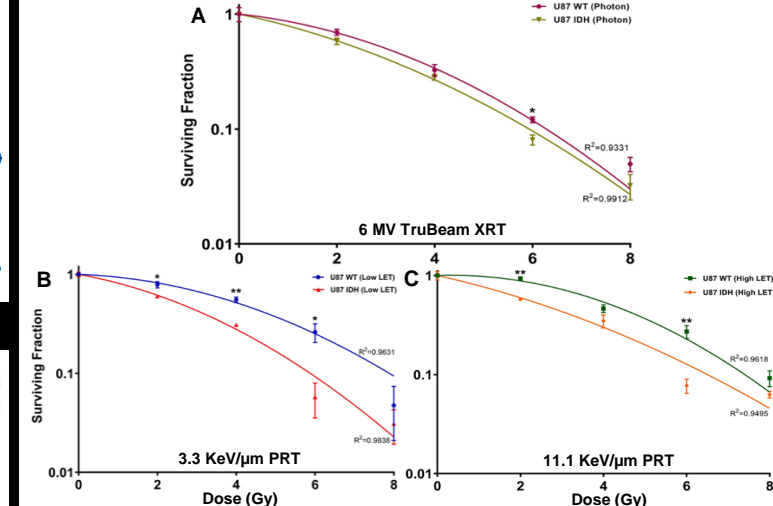 A
1
0.1
0.01
Surviving Fraction
U87 WT (Photon)
U87 IDH (Photon)
*
R²=0.9331
R²=0.9912
6 MV TruBeam XRT
0 2 4 6 8
B
1
0.1
0.01
Surviving Fraction
U87 WT (Low LET)
U87 IDH (Low LET)
*
**
*
R²=0.9631
R²=0.9838
3.3 KeV/µm PRT
0 2 4 6 8
Dose (Gy)
C
1
0.1
0.01
U87 WT (High LET)
U87 IDH (High LET
**
**
R²=0.9618
R²=0.9495
11.1 KeV/µm PRT
0 2 4 6 8
Dose (Gy)